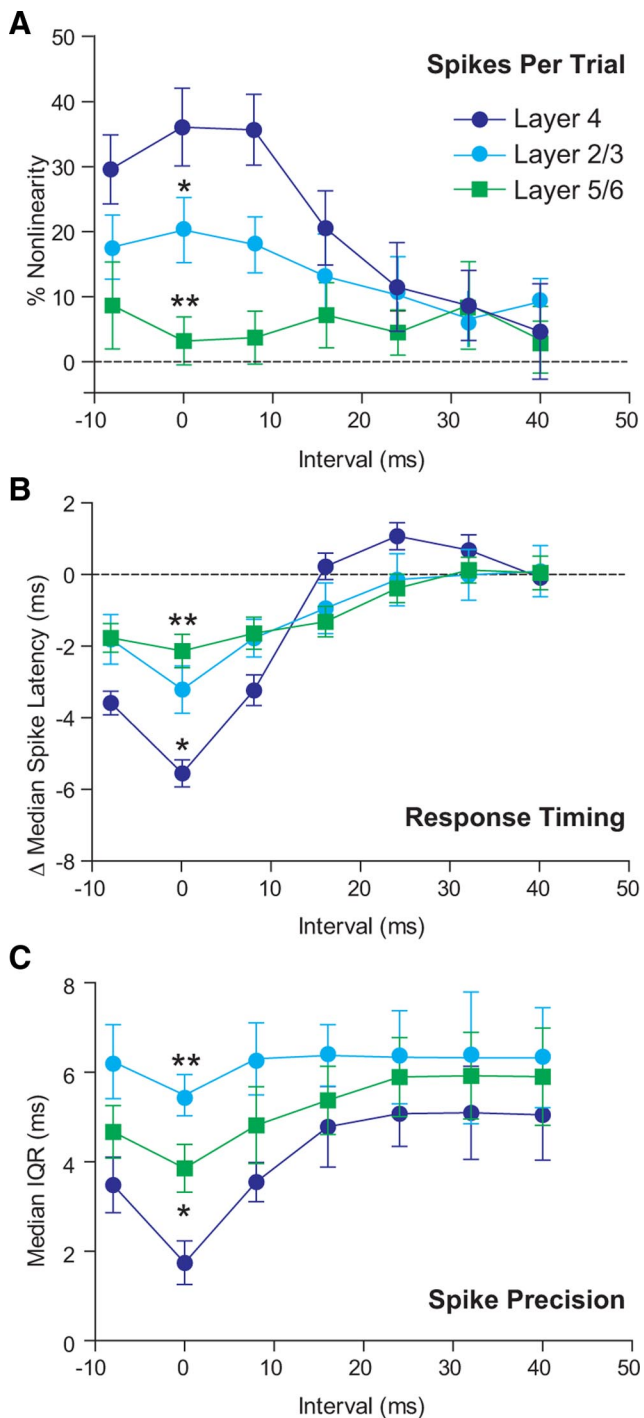 A
50
Spikes Per Trial
40
Layer 4
Layer 2/3
30
*
Layer 5/6
% Nonlinearity
20
**
10
0
-10 0 10 20 30 40 50
Interval (ms)
B
2
0
**
-2
Δ Median Spike Latency (ms)
-4
*
-6
Response Timing
-8
-10 0 10 20 30 40 50
Interval (ms)
C
8
**
6
Median IQR (ms)
4
*
2
Spike Precision
0
-10 0 10 20 30 40 50
Interval (ms)